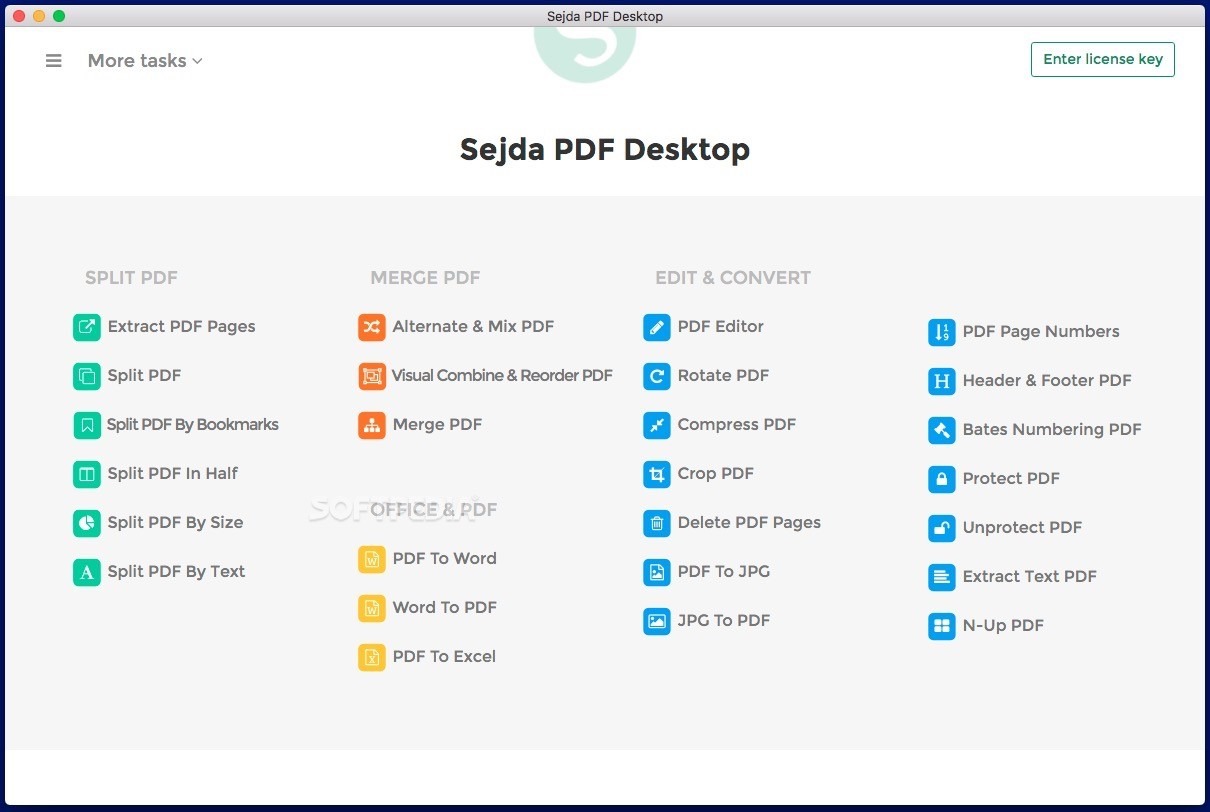 Sejda PDF Desktop
More tasks
Enter license key
Sejda PDF Desktop
SPLIT PDF
Extract PDF Pages
Split PDF
Split PDF By Bookmarks
Split PDF In Half
Split PDF By Size
Split PDF By Text
MERGE PDF
Alternate & Mix PDF
Visual Combine & Reorder PDF
Merge PDF
SOFTPEDIA
OFFICE & PDF
PDF To Word
Word To PDF
PDF To Excel
EDIT & CONVERT
PDF Editor
Rotate PDF
Compress PDF
Crop PDF
Delete PDF Pages
PDF To JPG
JPG To PDF
PDF Page Numbers
Header & Footer PDF
Bates Numbering PDF
Protect PDF
Unprotect PDF
Extract Text PDF
N-Up PDF